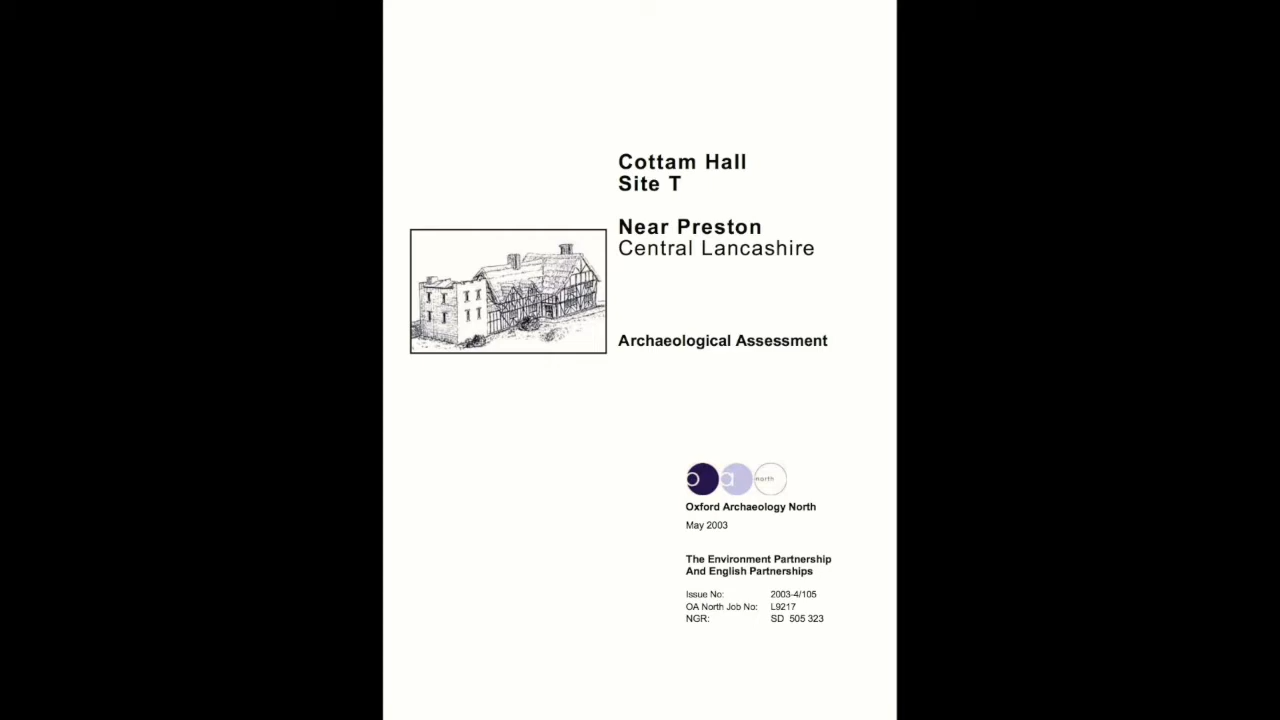 Cottam Hall
Site T
Near Preston
Central Lancashire
Archaeological Assessment
o a north
Oxford Archaeology North
May 2003
The Environment Partnership
And English Partnerships
Issue No: 2003-4/105
OA North Job No: L9217
NGR: SD 505 323